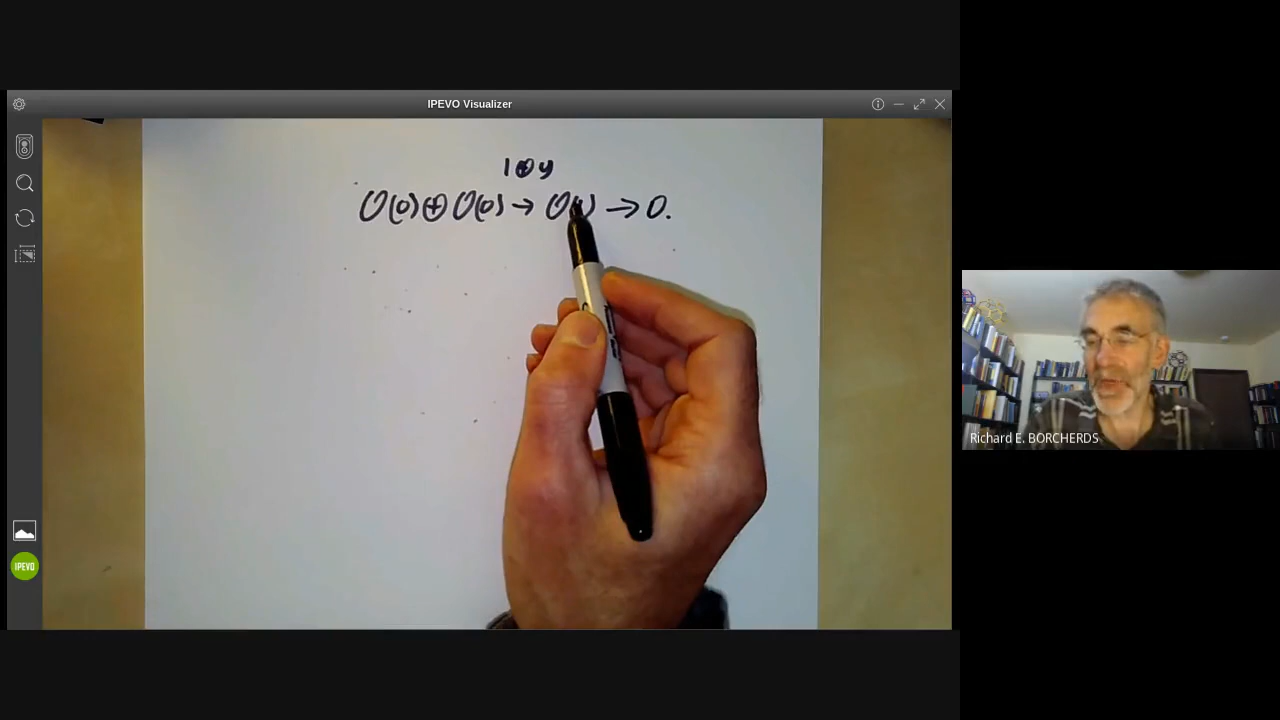 IPEVO Visualizer
1 ⊕ y
O(0) ⊕ O(0) → O(1) → 0.
IPEVO
Richard E. BORCHERDS